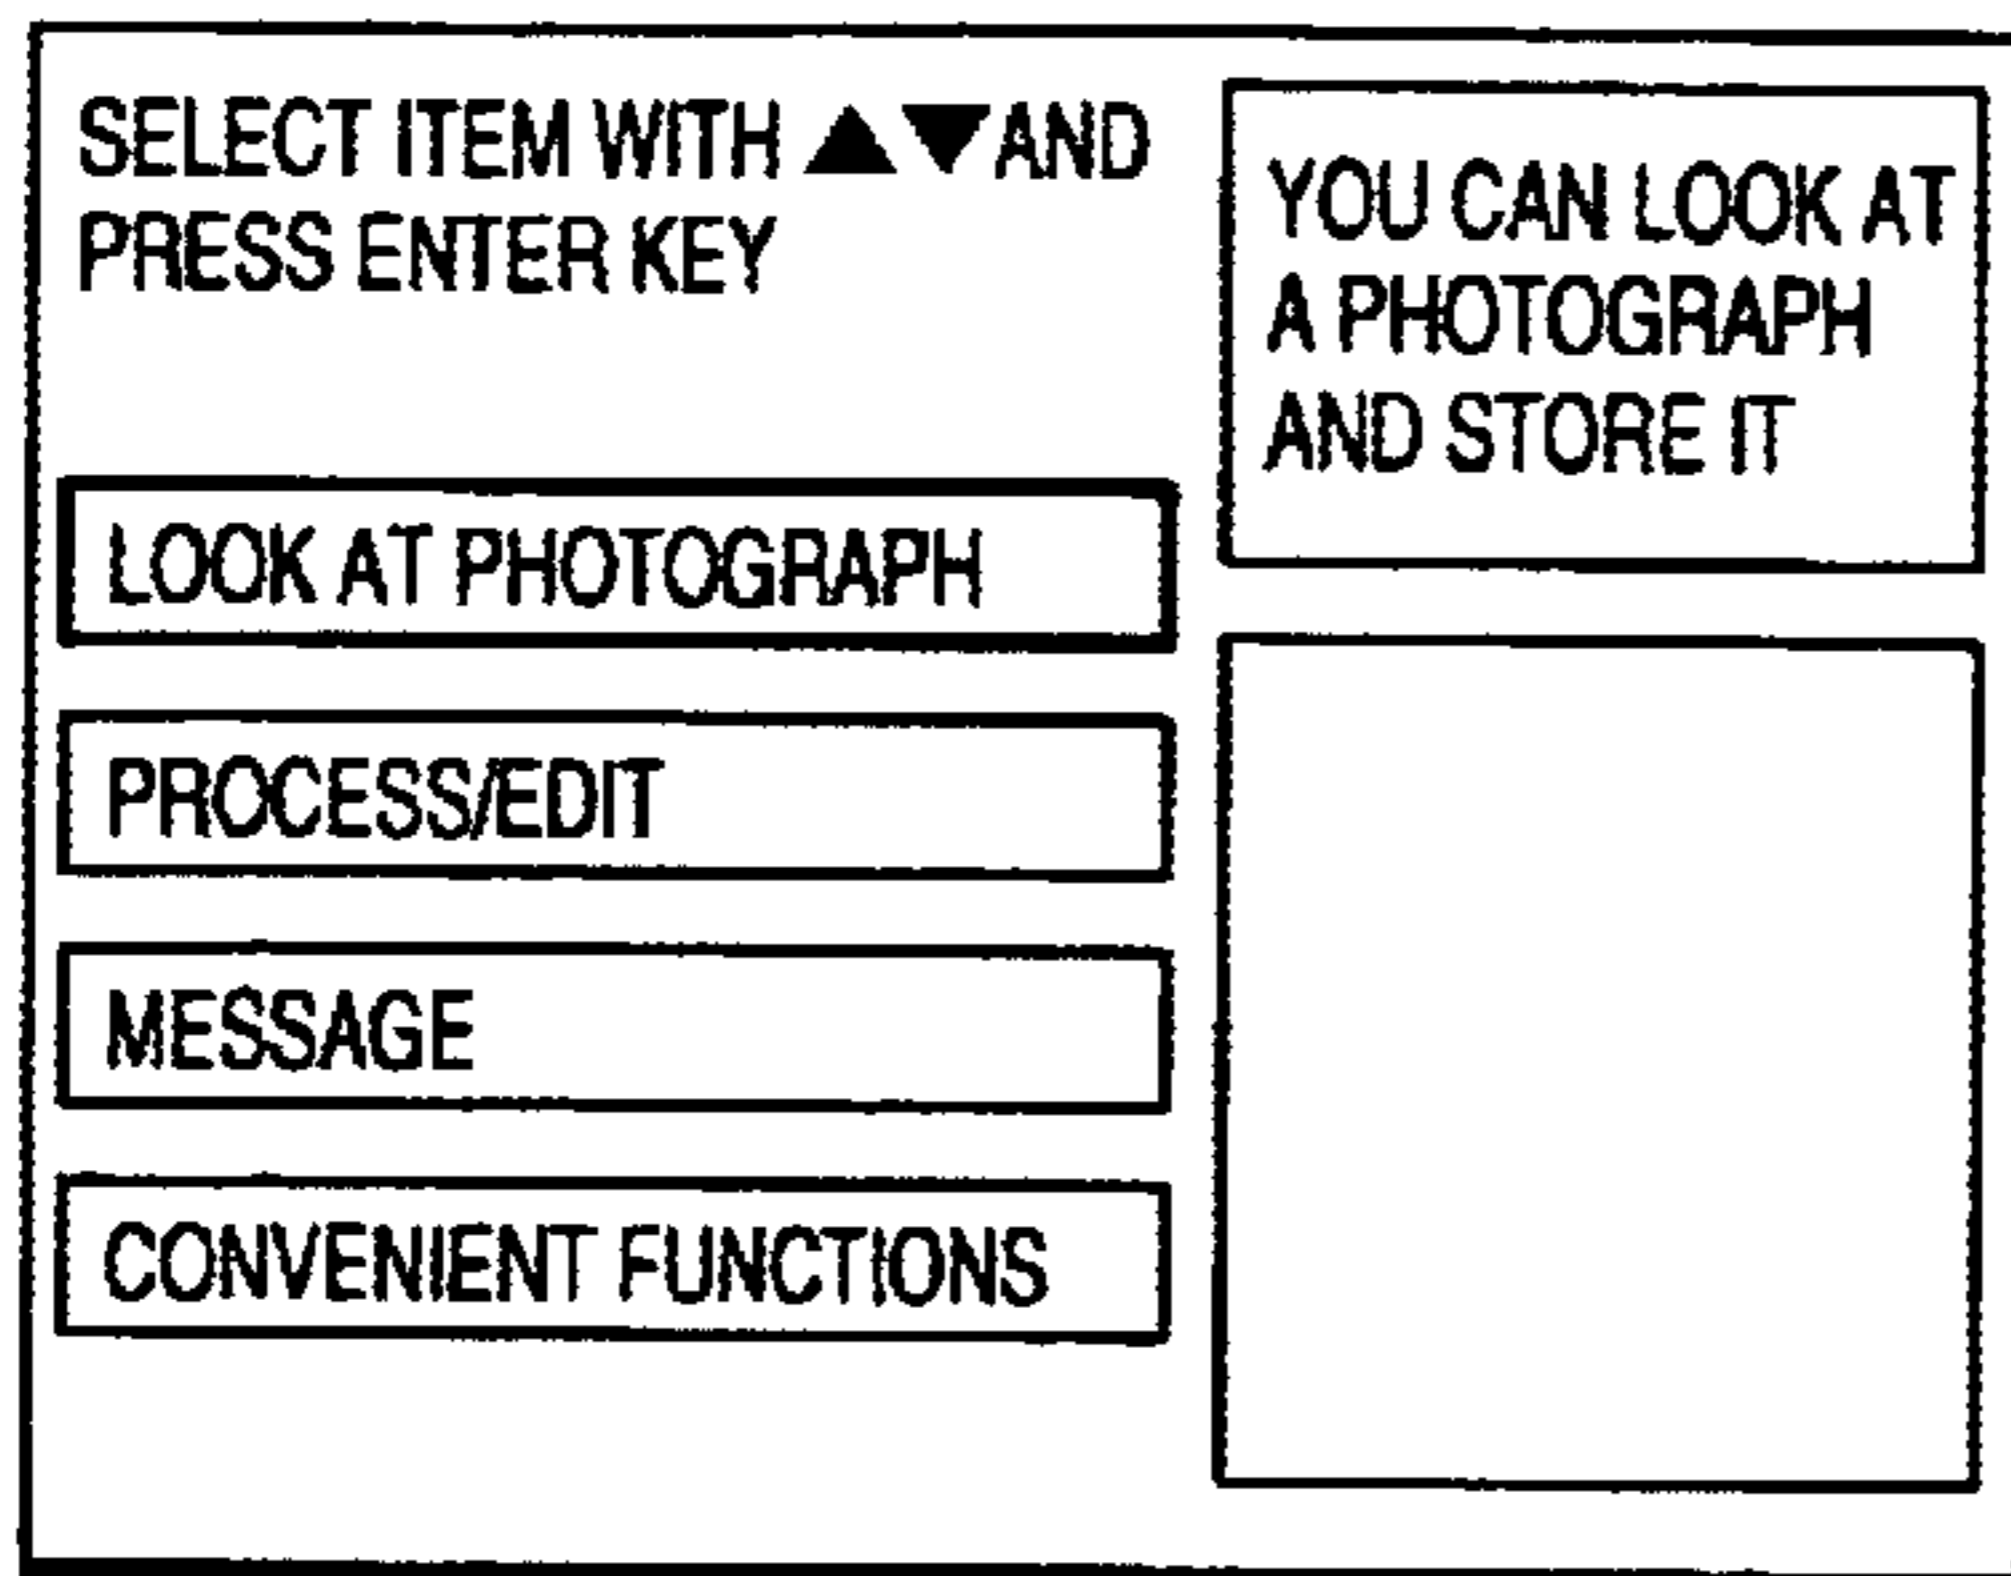 SELECT ITEM WITH ▲▼AND
PRESS ENTER KEY
LOOK AT PHOTOGRAPH
PROCESS/EDIT
MESSAGE
CONVENIENT FUNCTIONS
YOU CAN LOOK AT
A PHOTOGRAPH
AND STORE IT